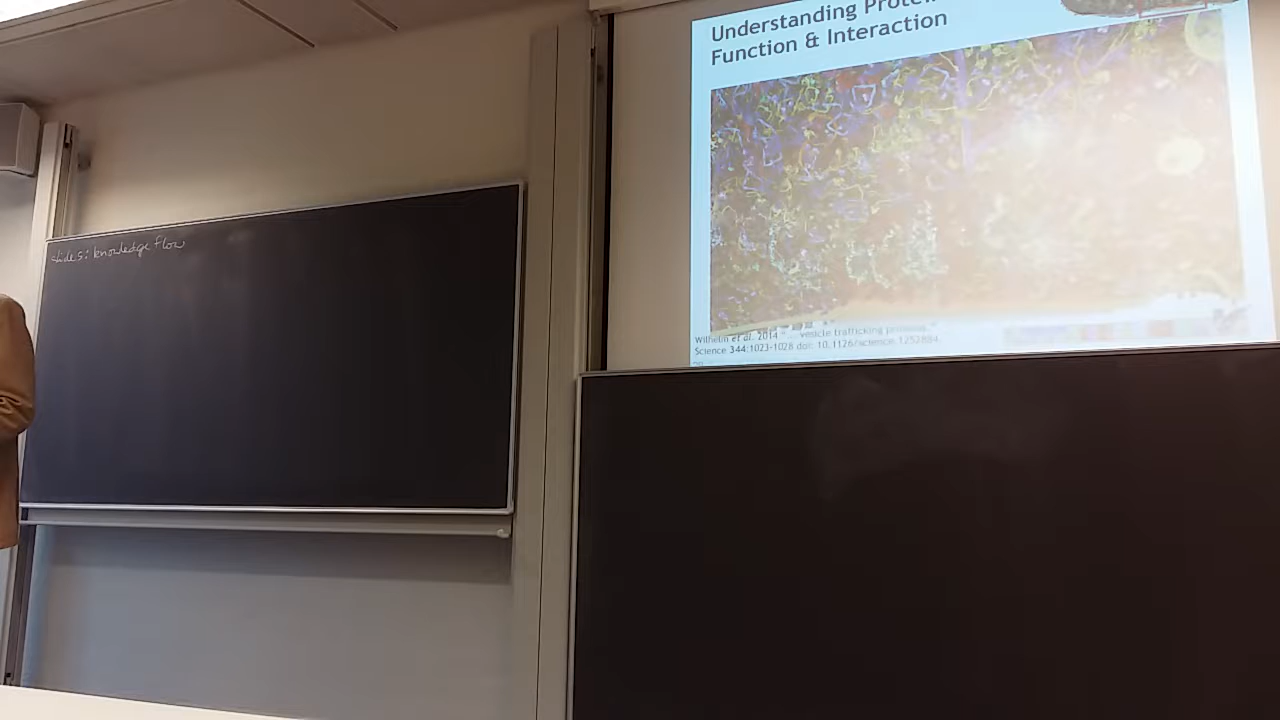 slides: knowledge flow
Understanding Protein
Function & Interaction
Wilhelm et al. 2014 vesicle trafficking proteins.
Science 344:1023-1028 doi: 10.1126/science.1252884